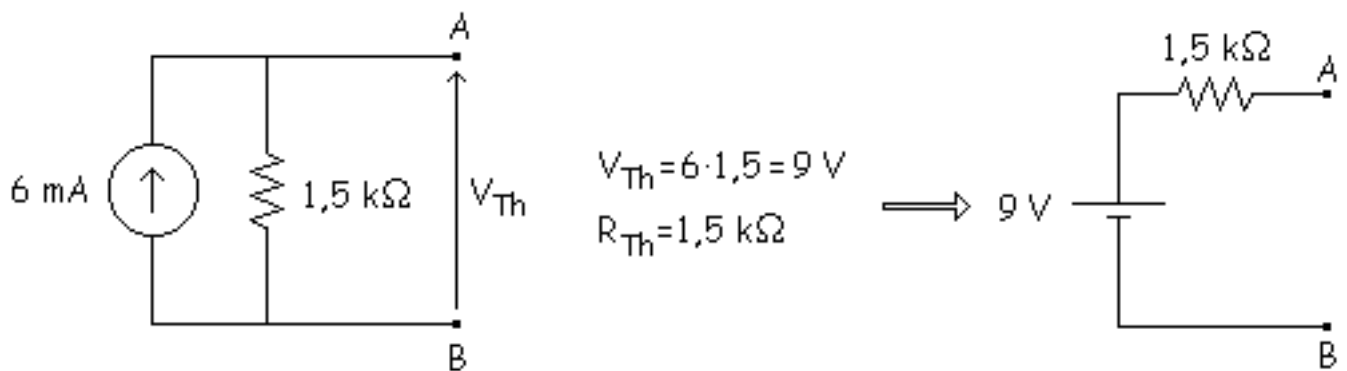 A
6 mA
1,5 kΩ
V_Th
B
V_Th=6·1,5=9 V
R_Th=1,5 kΩ
1,5 kΩ
A
9 V
B